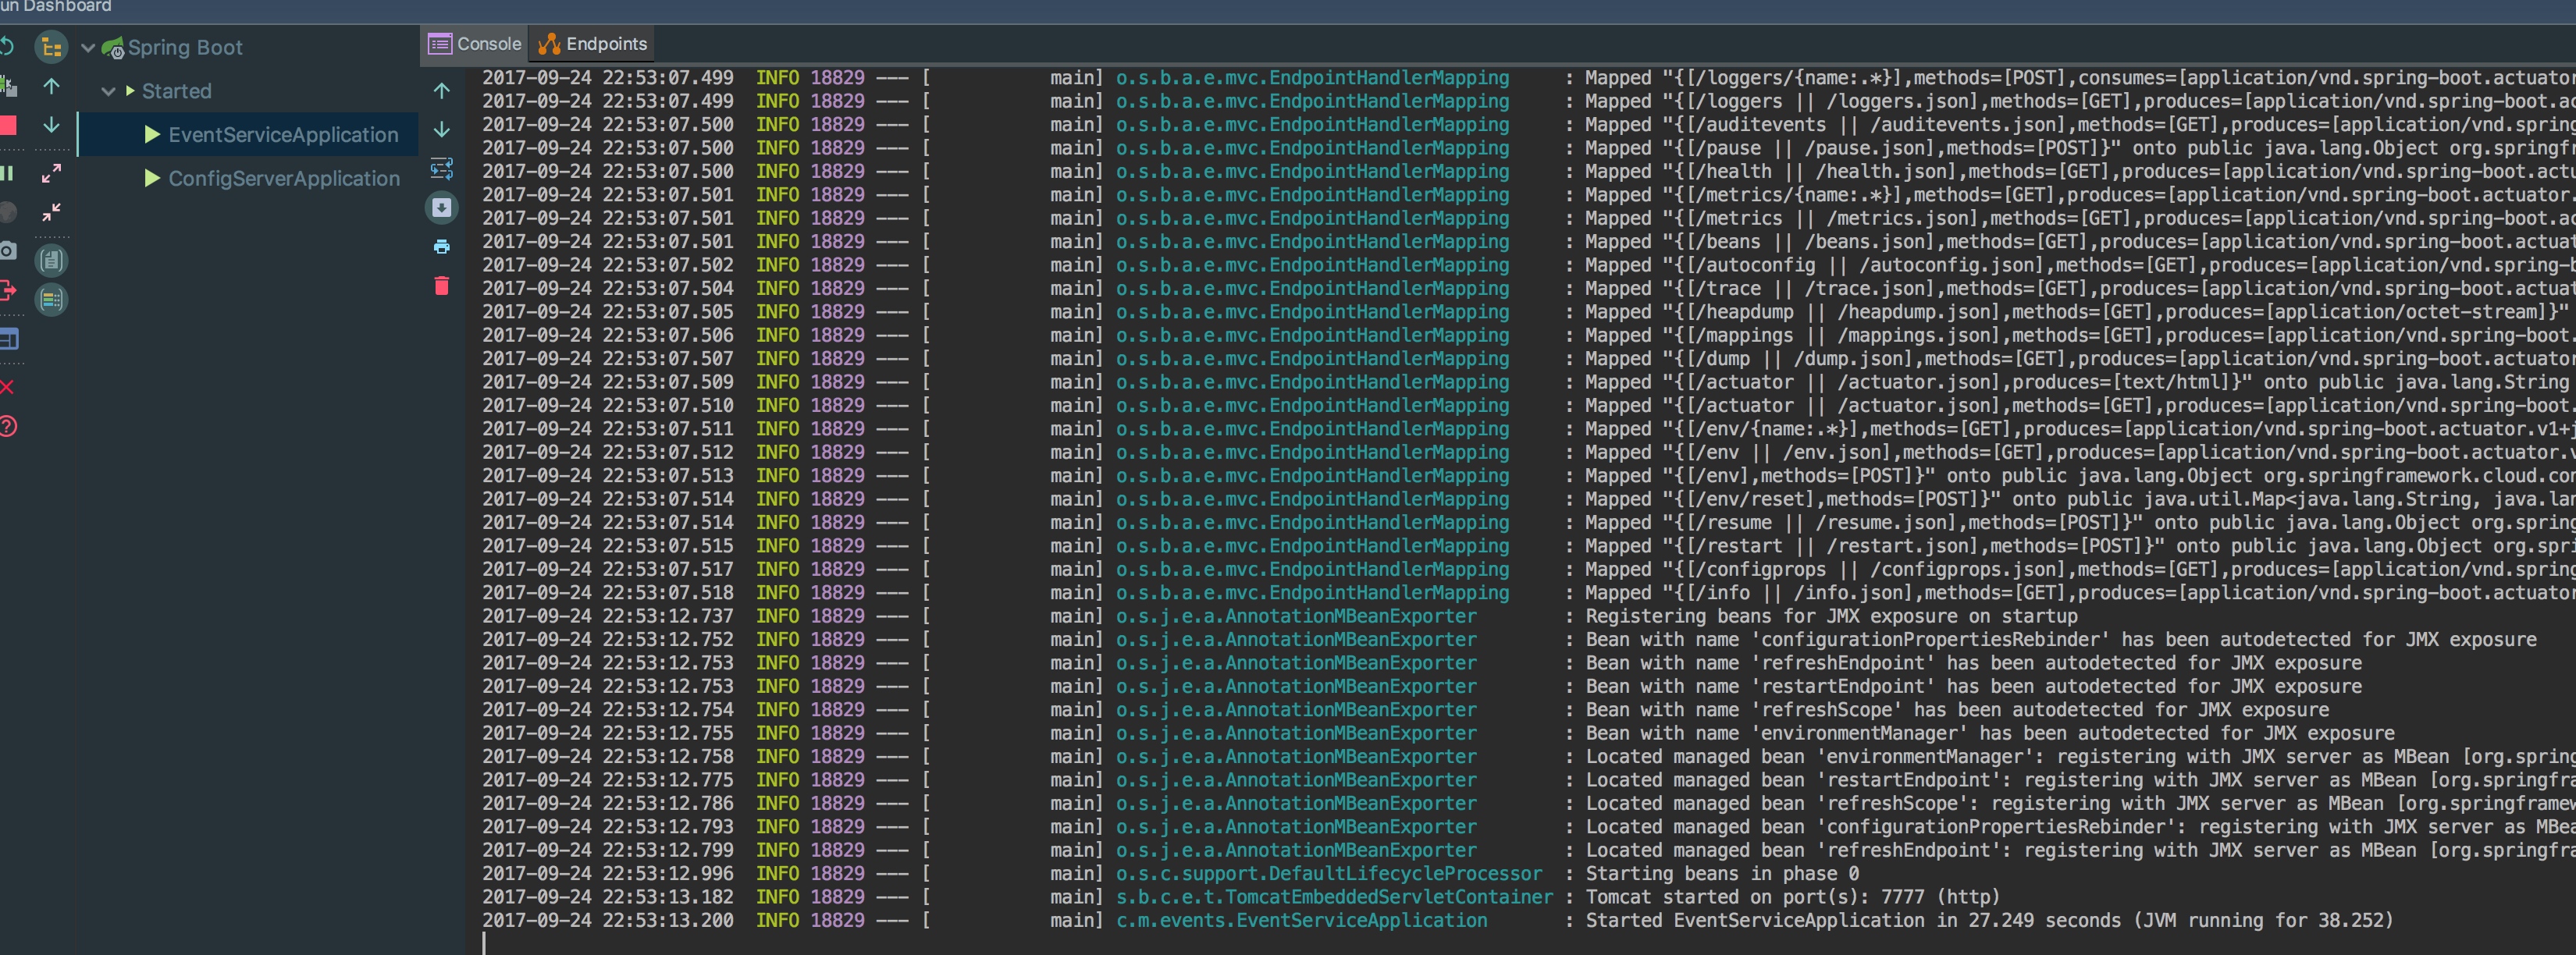 un Dashboard
Spring Boot
Started
EventServiceApplication
ConfigServerApplication
Console Endpoints
2017-09-24 22:53:07.499 INFO 18829 --- [ main] o.s.b.a.e.mvc.EndpointHandlerMapping : Mapped "{[/loggers/{name:.*}],methods=[POST],consumes=[application/vnd.spring-boot.actuator
2017-09-24 22:53:07.499 INFO 18829 --- [ main] o.s.b.a.e.mvc.EndpointHandlerMapping : Mapped "{[/loggers || /loggers.json],methods=[GET],produces=[application/vnd.spring-boot.ac
2017-09-24 22:53:07.500 INFO 18829 --- [ main] o.s.b.a.e.mvc.EndpointHandlerMapping : Mapped "{[/auditevents || /auditevents.json],methods=[GET],produces=[application/vnd.spring
2017-09-24 22:53:07.500 INFO 18829 --- [ main] o.s.b.a.e.mvc.EndpointHandlerMapping : Mapped "{[/pause || /pause.json],methods=[POST]}" onto public java.lang.Object org.springfr
2017-09-24 22:53:07.500 INFO 18829 --- [ main] o.s.b.a.e.mvc.EndpointHandlerMapping : Mapped "{[/health || /health.json],methods=[GET],produces=[application/vnd.spring-boot.actu
2017-09-24 22:53:07.501 INFO 18829 --- [ main] o.s.b.a.e.mvc.EndpointHandlerMapping : Mapped "{[/metrics/{name:.*}],methods=[GET],produces=[application/vnd.spring-boot.actuator.
2017-09-24 22:53:07.501 INFO 18829 --- [ main] o.s.b.a.e.mvc.EndpointHandlerMapping : Mapped "{[/metrics || /metrics.json],methods=[GET],produces=[application/vnd.spring-boot.ac
2017-09-24 22:53:07.501 INFO 18829 --- [ main] o.s.b.a.e.mvc.EndpointHandlerMapping : Mapped "{[/beans || /beans.json],methods=[GET],produces=[application/vnd.spring-boot.actuat
2017-09-24 22:53:07.502 INFO 18829 --- [ main] o.s.b.a.e.mvc.EndpointHandlerMapping : Mapped "{[/autoconfig || /autoconfig.json],methods=[GET],produces=[application/vnd.spring-b
2017-09-24 22:53:07.504 INFO 18829 --- [ main] o.s.b.a.e.mvc.EndpointHandlerMapping : Mapped "{[/trace || /trace.json],methods=[GET],produces=[application/vnd.spring-boot.actuat
2017-09-24 22:53:07.505 INFO 18829 --- [ main] o.s.b.a.e.mvc.EndpointHandlerMapping : Mapped "{[/heapdump || /heapdump.json],methods=[GET],produces=[application/octet-stream]}"
2017-09-24 22:53:07.506 INFO 18829 --- [ main] o.s.b.a.e.mvc.EndpointHandlerMapping : Mapped "{[/mappings || /mappings.json],methods=[GET],produces=[application/vnd.spring-boot.
2017-09-24 22:53:07.507 INFO 18829 --- [ main] o.s.b.a.e.mvc.EndpointHandlerMapping : Mapped "{[/dump || /dump.json],methods=[GET],produces=[application/vnd.spring-boot.actuator
2017-09-24 22:53:07.509 INFO 18829 --- [ main] o.s.b.a.e.mvc.EndpointHandlerMapping : Mapped "{[/actuator || /actuator.json],produces=[text/html]}" onto public java.lang.String
2017-09-24 22:53:07.510 INFO 18829 --- [ main] o.s.b.a.e.mvc.EndpointHandlerMapping : Mapped "{[/actuator || /actuator.json],methods=[GET],produces=[application/vnd.spring-boot.
2017-09-24 22:53:07.511 INFO 18829 --- [ main] o.s.b.a.e.mvc.EndpointHandlerMapping : Mapped "{[/env/{name:.*}],methods=[GET],produces=[application/vnd.spring-boot.actuator.v1+j
2017-09-24 22:53:07.512 INFO 18829 --- [ main] o.s.b.a.e.mvc.EndpointHandlerMapping : Mapped "{[/env || /env.json],methods=[GET],produces=[application/vnd.spring-boot.actuator.v
2017-09-24 22:53:07.513 INFO 18829 --- [ main] o.s.b.a.e.mvc.EndpointHandlerMapping : Mapped "{[/env],methods=[POST]}" onto public java.lang.Object org.springframework.cloud.con
2017-09-24 22:53:07.514 INFO 18829 --- [ main] o.s.b.a.e.mvc.EndpointHandlerMapping : Mapped "{[/env/reset],methods=[POST]}" onto public java.util.Map<java.lang.String, java.lan
2017-09-24 22:53:07.514 INFO 18829 --- [ main] o.s.b.a.e.mvc.EndpointHandlerMapping : Mapped "{[/resume || /resume.json],methods=[POST]}" onto public java.lang.Object org.spring
2017-09-24 22:53:07.515 INFO 18829 --- [ main] o.s.b.a.e.mvc.EndpointHandlerMapping : Mapped "{[/restart || /restart.json],methods=[POST]}" onto public java.lang.Object org.spri
2017-09-24 22:53:07.517 INFO 18829 --- [ main] o.s.b.a.e.mvc.EndpointHandlerMapping : Mapped "{[/configprops || /configprops.json],methods=[GET],produces=[application/vnd.spring
2017-09-24 22:53:07.518 INFO 18829 --- [ main] o.s.b.a.e.mvc.EndpointHandlerMapping : Mapped "{[/info || /info.json],methods=[GET],produces=[application/vnd.spring-boot.actuator
2017-09-24 22:53:12.737 INFO 18829 --- [ main] o.s.j.e.a.AnnotationMBeanExporter : Registering beans for JMX exposure on startup
2017-09-24 22:53:12.752 INFO 18829 --- [ main] o.s.j.e.a.AnnotationMBeanExporter : Bean with name 'configurationPropertiesRebinder' has been autodetected for JMX exposure
2017-09-24 22:53:12.753 INFO 18829 --- [ main] o.s.j.e.a.AnnotationMBeanExporter : Bean with name 'refreshEndpoint' has been autodetected for JMX exposure
2017-09-24 22:53:12.753 INFO 18829 --- [ main] o.s.j.e.a.AnnotationMBeanExporter : Bean with name 'restartEndpoint' has been autodetected for JMX exposure
2017-09-24 22:53:12.754 INFO 18829 --- [ main] o.s.j.e.a.AnnotationMBeanExporter : Bean with name 'refreshScope' has been autodetected for JMX exposure
2017-09-24 22:53:12.755 INFO 18829 --- [ main] o.s.j.e.a.AnnotationMBeanExporter : Bean with name 'environmentManager' has been autodetected for JMX exposure
2017-09-24 22:53:12.758 INFO 18829 --- [ main] o.s.j.e.a.AnnotationMBeanExporter : Located managed bean 'environmentManager': registering with JMX server as MBean [org.spring
2017-09-24 22:53:12.775 INFO 18829 --- [ main] o.s.j.e.a.AnnotationMBeanExporter : Located managed bean 'restartEndpoint': registering with JMX server as MBean [org.springfra
2017-09-24 22:53:12.786 INFO 18829 --- [ main] o.s.j.e.a.AnnotationMBeanExporter : Located managed bean 'refreshScope': registering with JMX server as MBean [org.springframew
2017-09-24 22:53:12.793 INFO 18829 --- [ main] o.s.j.e.a.AnnotationMBeanExporter : Located managed bean 'configurationPropertiesRebinder': registering with JMX server as MBea
2017-09-24 22:53:12.799 INFO 18829 --- [ main] o.s.j.e.a.AnnotationMBeanExporter : Located managed bean 'refreshEndpoint': registering with JMX server as MBean [org.springfra
2017-09-24 22:53:12.996 INFO 18829 --- [ main] o.s.c.support.DefaultLifecycleProcessor : Starting beans in phase 0
2017-09-24 22:53:13.182 INFO 18829 --- [ main] s.b.c.e.t.TomcatEmbeddedServletContainer : Tomcat started on port(s): 7777 (http)
2017-09-24 22:53:13.200 INFO 18829 --- [ main] c.m.events.EventServiceApplication : Started EventServiceApplication in 27.249 seconds (JVM running for 38.252)